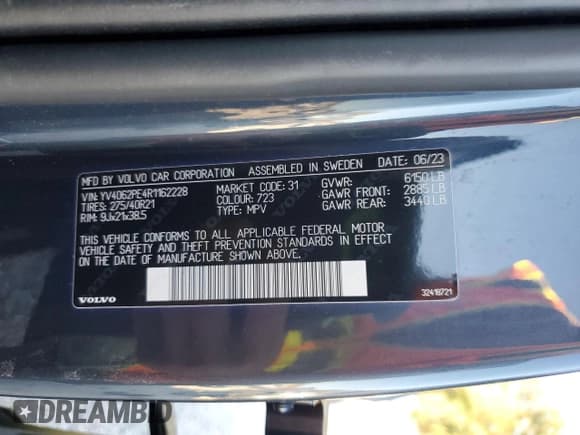 MFD BY VOLVO CAR CORPORATION ASSEMBLED IN SWEDEN DATE: 06/23
VIN: YV4062PE4R1162228 MARKET CODE: 31 GVWR: 6150 LB
TIRES: 275/40R21 COLOUR: 723 GAWR FRONT: 2885 LB
RIM: 9Jx21x38.5 TYPE: MPV GAWR REAR: 3440 LB
THIS VEHICLE CONFORMS TO ALL APPLICABLE FEDERAL MOTOR
VEHICLE SAFETY AND THEFT PREVENTION STANDARDS IN EFFECT
ON THE DATE OF MANUFACTURE SHOWN ABOVE.
VOLVO 32418721
DREAMBID